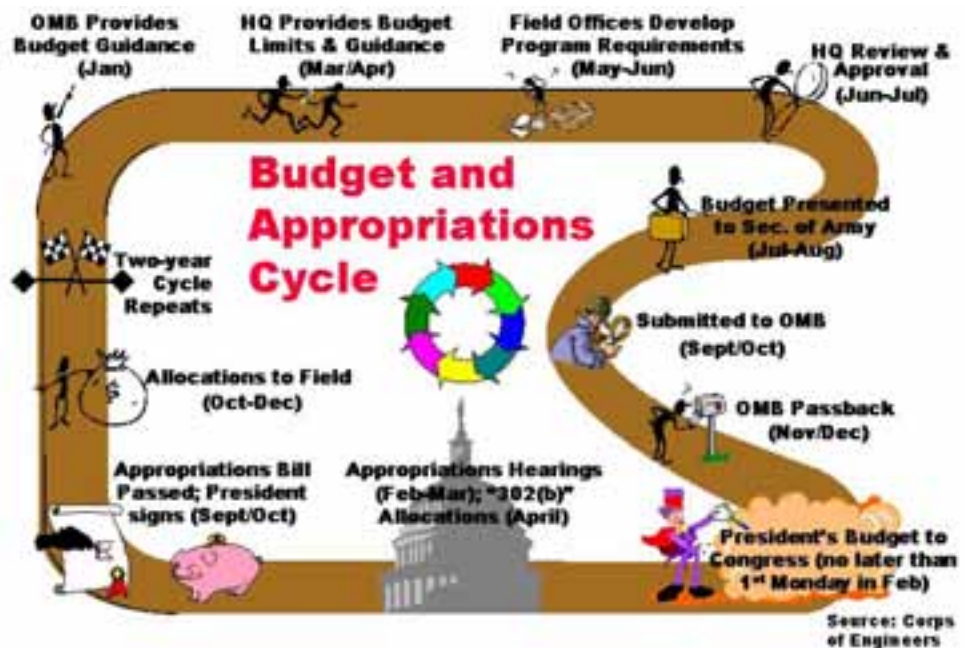 OMB Provides
Budget Guidance
(Jan)
HQ Provides Budget
Limits & Guidance
(Mar/Apr)
Field Offices Develop
Program Requirements
(May-Jun)
HQ Review &
Approval
(Jun-Jul)
Budget and
Appropriations
Cycle
Budget Presented
to Sec. of Army
(Jul-Aug)
Submitted to OMB
(Sept/Oct)
OMB Passback
(Nov/Dec)
President's Budget to
Congress (no later than
1st Monday in Feb)
Appropriations Hearings
(Feb-Mar); "302(b)"
Allocations (April)
Appropriations Bill
Passed; President
signs (Sept/Oct)
Allocations to Field
(Oct-Dec)
$
Two-year
Cycle
Repeats
Source: Corps
of Engineers